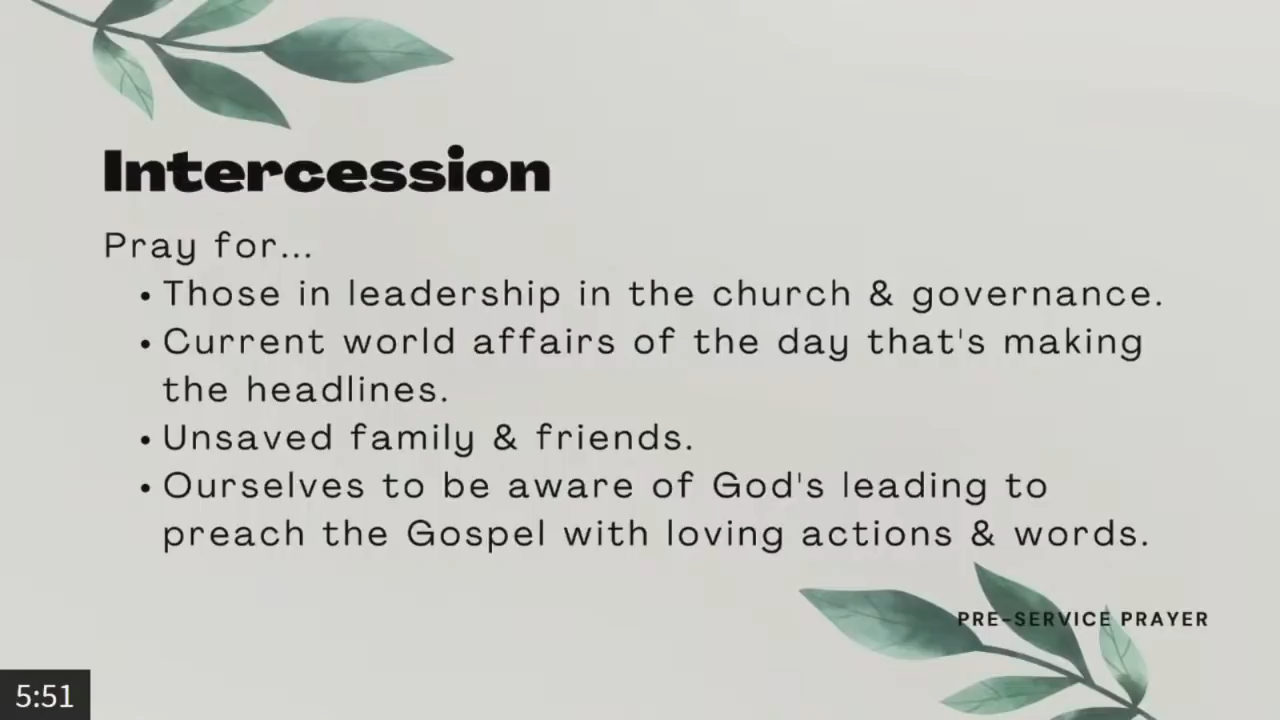 Intercession
Pray for...
• Those in leadership in the church & governance.
• Current world affairs of the day that's making
the headlines.
• Unsaved family & friends.
• Ourselves to be aware of God's leading to
preach the Gospel with loving actions & words.
PRE-SERVICE PRAYER
5:51